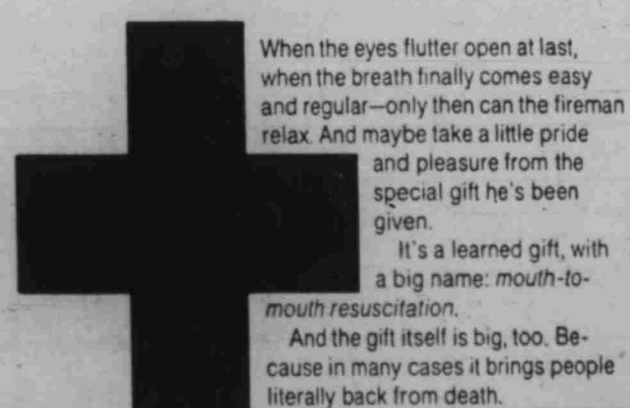 When the eyes flutter open at last,
when the breath finally comes easy
and regular—only then can the fireman
relax. And maybe take a little pride
and pleasure from the
special gift he's been
given.
It's a learned gift, with
a big name: mouth-to-
mouth resuscitation.
And the gift itself is big, too. Be-
cause in many cases it brings people
literally back from death.